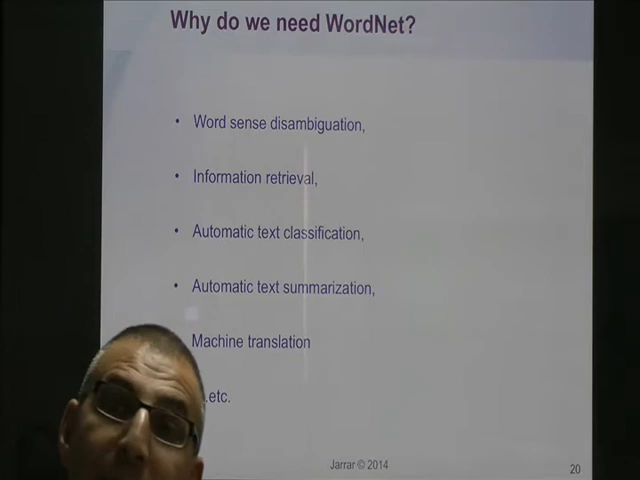 Why do we need WordNet?
• Word sense disambiguation,
• Information retrieval,
• Automatic text classification,
• Automatic text summarization,
Machine translation
.etc.
Jarrar © 2014
20